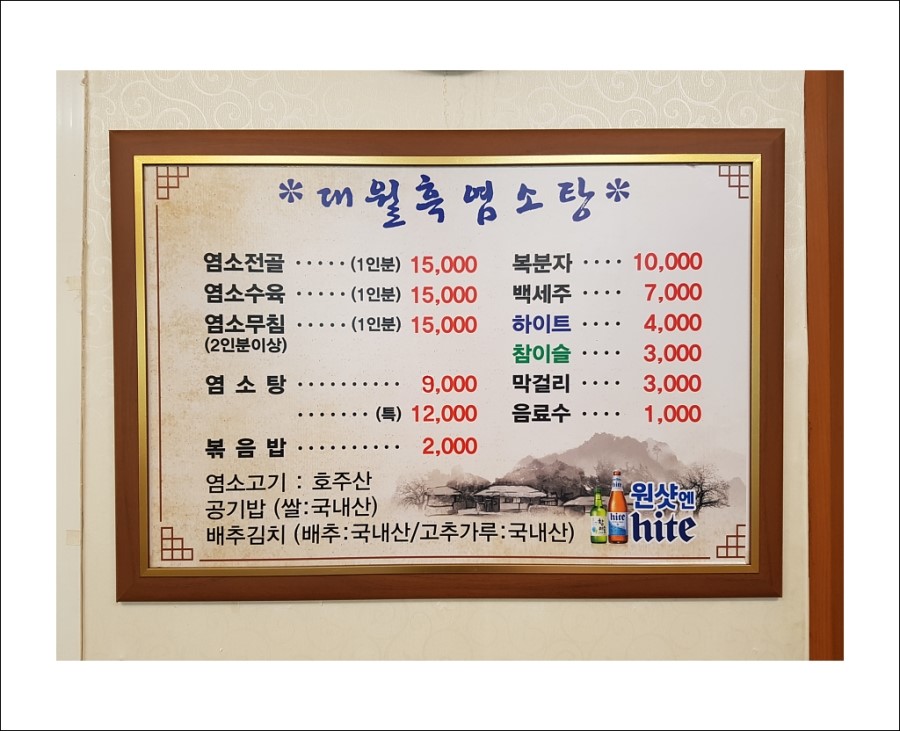 *대월흑염소탕*
염소전골 ·····(1인분) 15,000
염소수육 ·····(1인분) 15,000
염소무침 ·····(1인분) 15,000
(2인분이상)
염 소 탕 ·········· 9,000
·······(특) 12,000
볶 음 밥 ·········· 2,000
복분자 ···· 10,000
백세주 ···· 7,000
하이트 ···· 4,000
참이슬 ···· 3,000
막걸리 ···· 3,000
음료수 ···· 1,000
염소고기 : 호주산
공기밥 (쌀:국내산)
배추김치 (배추:국내산/고추가루:국내산)
원샷엔
hite
hite